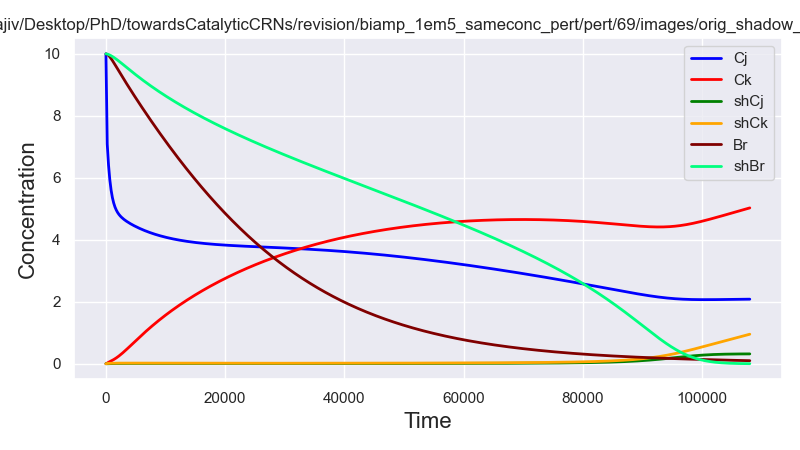 ajiv/Desktop/PhD/towardsCatalyticCRNs/revision/biamp_1em5_sameconc_pert/pert/69/images/orig_shadow_
Concentration
10
8
6
4
2
0
Cj
Ck
shCj
shCk
Br
shBr
0 20000 40000 60000 80000 100000
Time